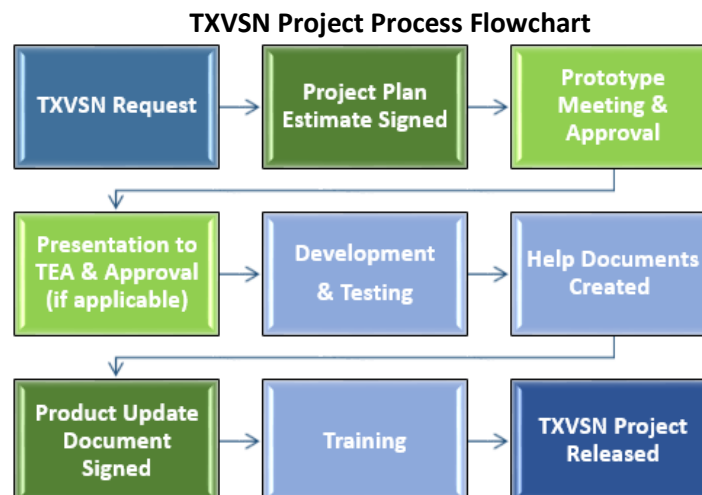 TXVSN Project Process Flowchart
TXVSN Request
Project Plan
Estimate Signed
Prototype
Meeting &
Approval
Presentation to
TEA & Approval
(if applicable)
Development
& Testing
Help Documents
Created
Product Update
Document
Signed
Training
TXVSN Project
Released